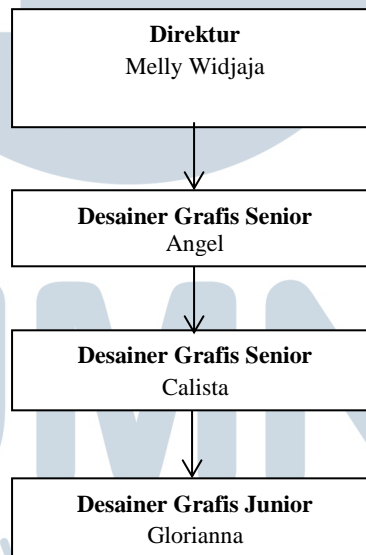 Direktur
Melly Widjaja
Desainer Grafis Senior
Angel
Desainer Grafis Senior
Calista
Desainer Grafis Junior
Glorianna